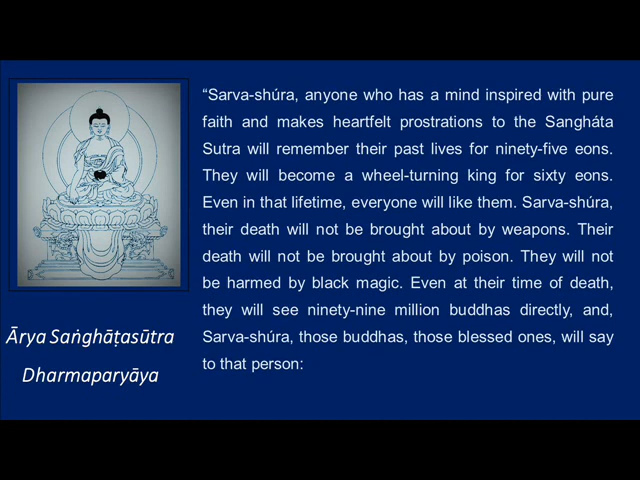 “Sarva-shúra, anyone who has a mind inspired with pure
faith and makes heartfelt prostrations to the Sangháta
Sutra will remember their past lives for ninety-five eons.
They will become a wheel-turning king for sixty eons.
Even in that lifetime, everyone will like them. Sarva-shúra,
their death will not be brought about by weapons. Their
death will not be brought about by poison. They will not
be harmed by black magic. Even at their time of death,
they will see ninety-nine million buddhas directly, and,
Sarva-shúra, those buddhas, those blessed ones, will say
to that person:
Ārya Saṅghāṭasūtra
Dharmaparyāya